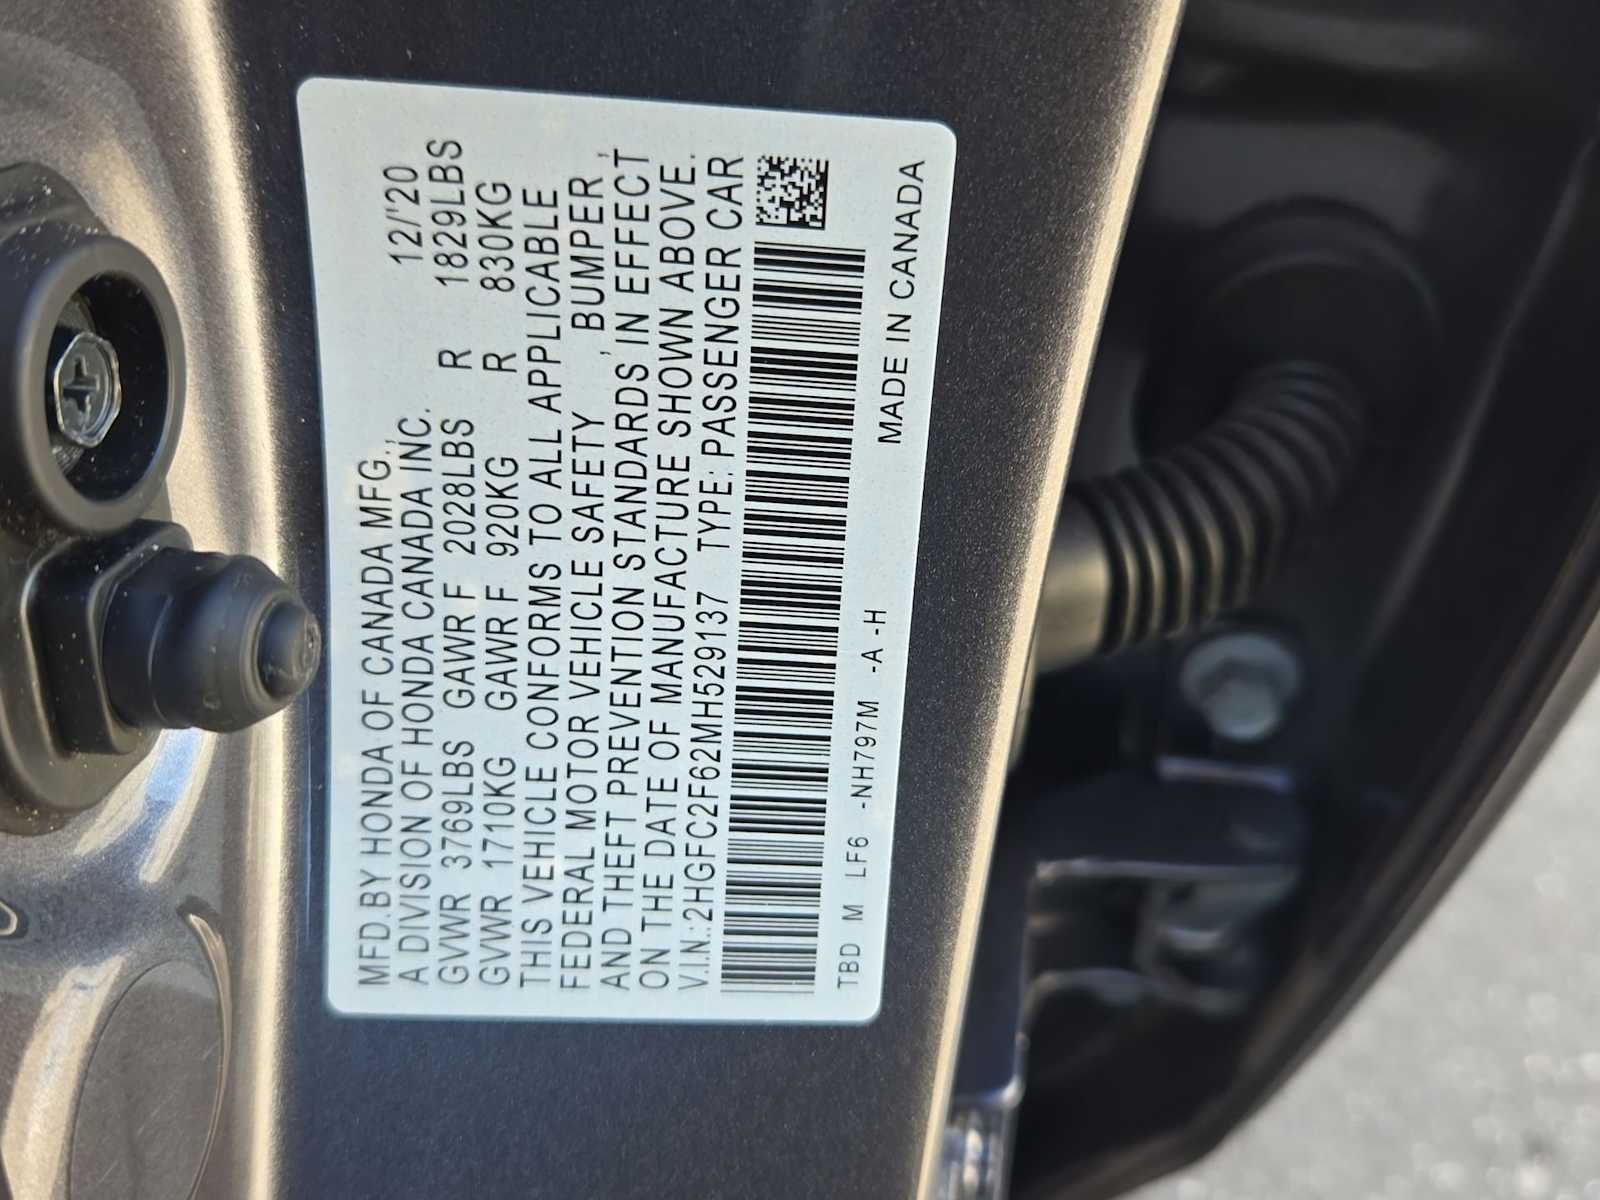 MFD.BY HONDA OF CANADA MFG.,
A DIVISION OF HONDA CANADA INC. 12/'20
GVWR 3769LBS GAWR F 2028LBS R 1829LBS
GVWR 1710KG GAWR F 920KG R 830KG
THIS VEHICLE CONFORMS TO ALL APPLICABLE
FEDERAL MOTOR VEHICLE SAFETY , BUMPER ,
AND THEFT PREVENTION STANDARDS IN EFFECT
ON THE DATE OF MANUFACTURE SHOWN ABOVE.
V.I.N.:2HGFC2F62MH529137 TYPE: PASSENGER CAR
TBD M LF6 -NH797M -A -H MADE IN CANADA